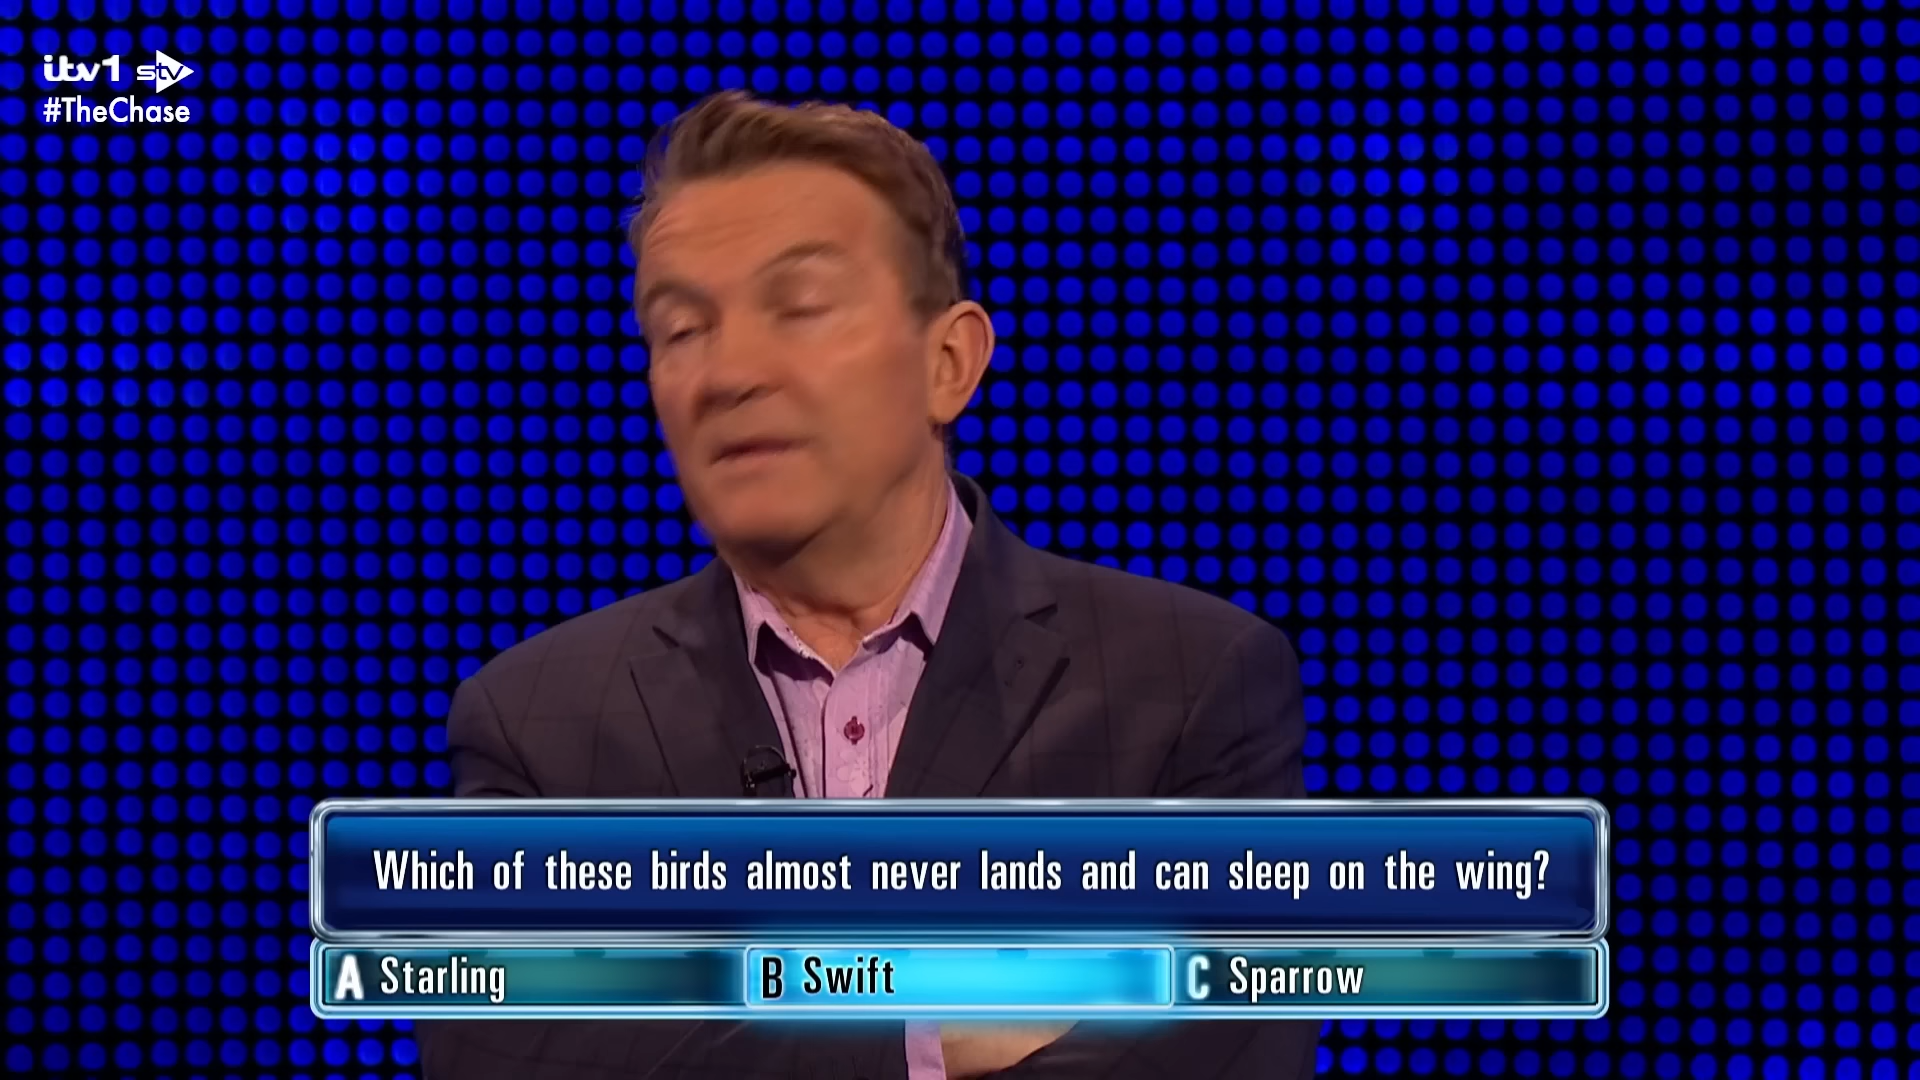 itv1 stv
#TheChase
Which of these birds almost never lands and can sleep on the wing?
A Starling
B Swift
C Sparrow